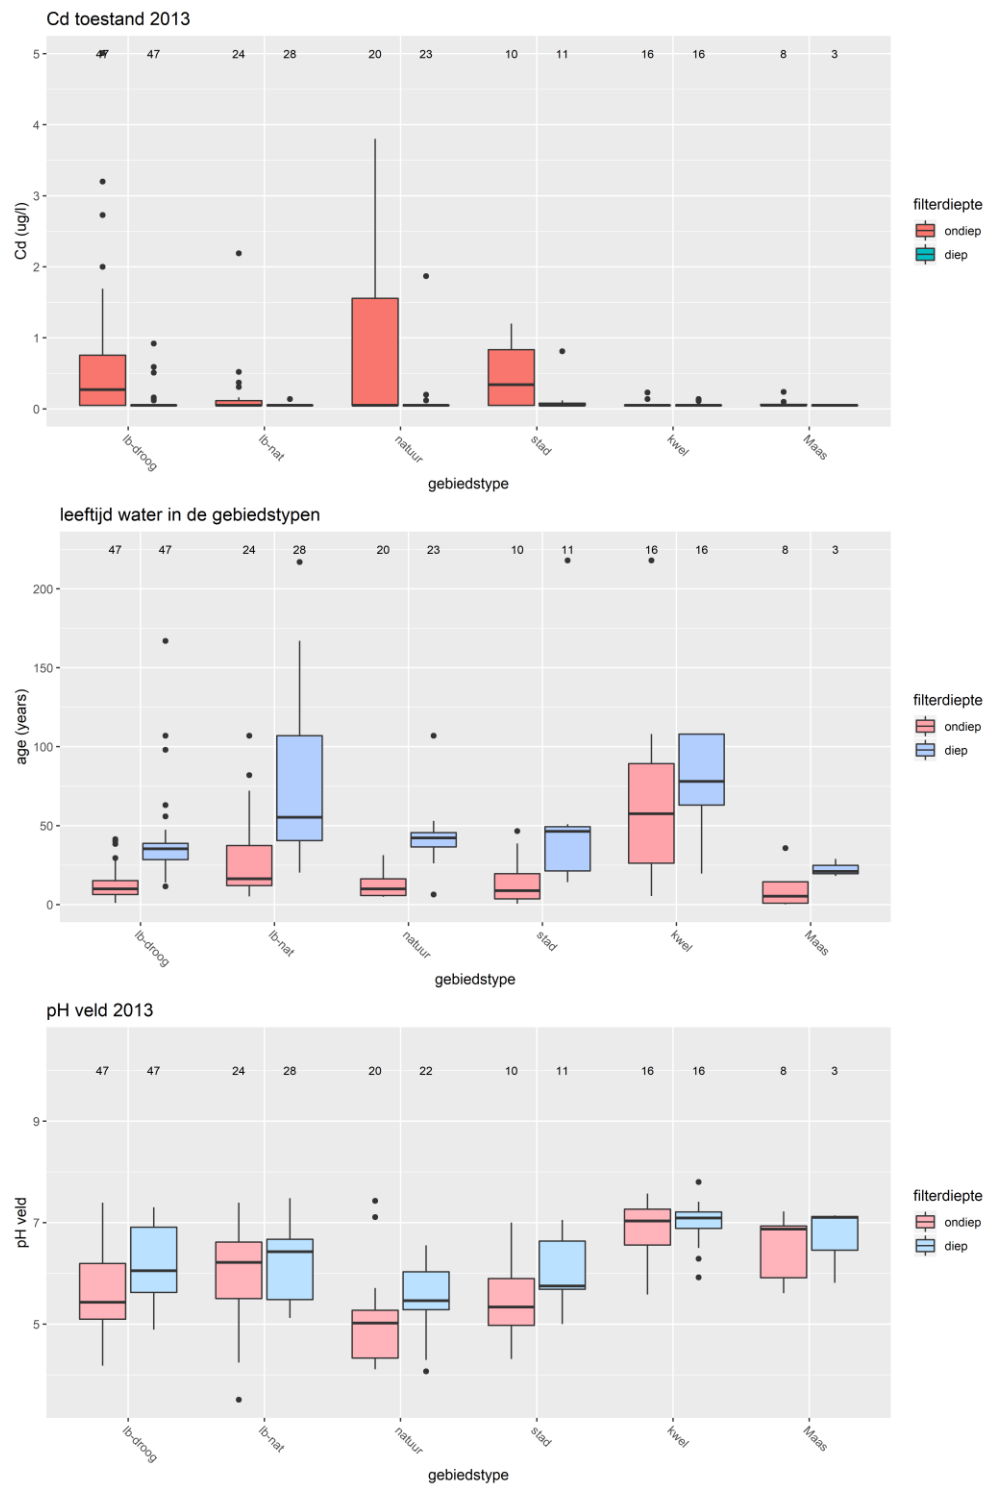 Cd toestand 2013
47 47 24 28 20 23 10 11 16 16 8 3
5
4
3
2
1
0
Cd (ug/l)
lb-droog lb-nat natuur stad kwel Maas
gebiedstype
filterdiepte
ondiep
diep
leeftijd water in de gebiedstypen
47 47 24 28 20 23 10 11 16 16 8 3
200
150
100
50
0
age (years)
lb-droog lb-nat natuur stad kwel Maas
gebiedstype
filterdiepte
ondiep
diep
pH veld 2013
47 47 24 28 20 22 10 11 16 16 8 3
9
7
5
pH veld
lb-droog lb-nat natuur stad kwel Maas
gebiedstype
filterdiepte
ondiep
diep